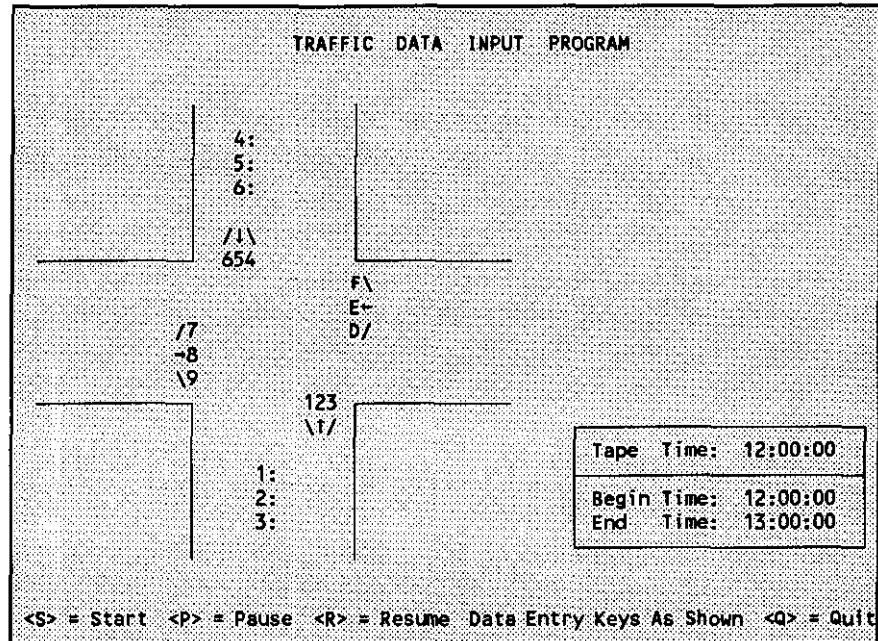 TRAFFIC DATA INPUT PROGRAM
4:
5:
6:
/↓\
654
F\
E←
D/
/7
→8
\9
123
\↑/
1:
2:
3:
Tape Time: 12:00:00
Begin Time: 12:00:00
End Time: 13:00:00
<S> = Start <P> = Pause <R> = Resume Data Entry Keys As Shown <Q> = Quit